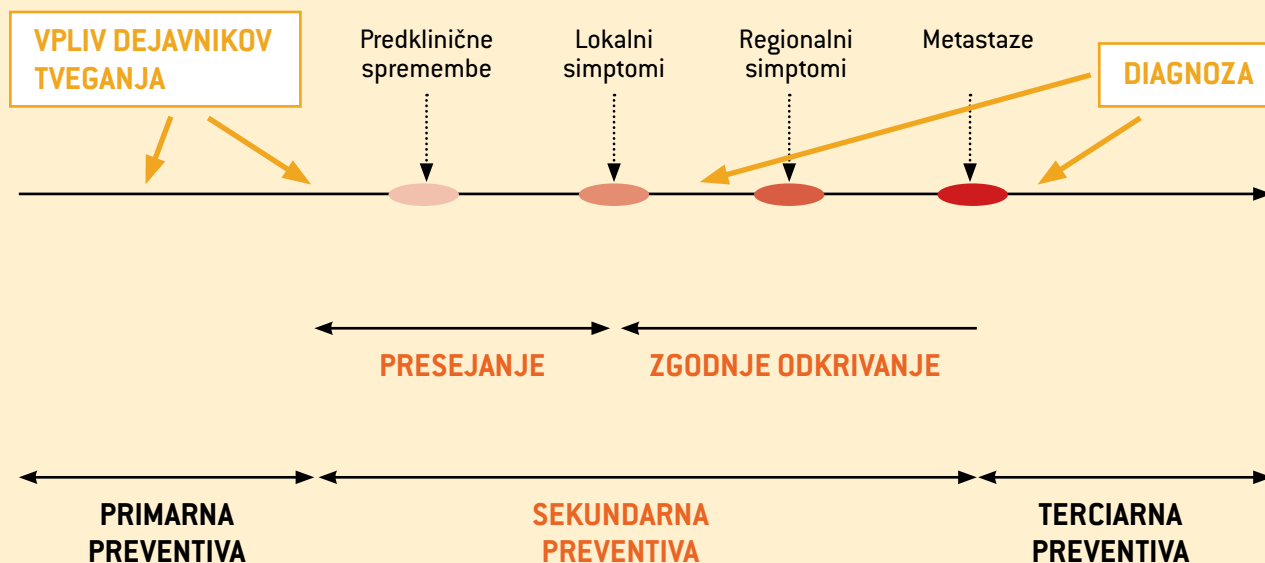 VPLIV DEJAVNIKOV
TVEGANJA
Predklinične
spremembe
Lokalni
simptomi
Regionalni
simptomi
Metastaze
DIAGNOZA
PRESEJANJE
ZGODNJE ODKRIVANJE
PRIMARNA
PREVENTIVA
SEKUNDARNA
PREVENTIVA
TERCIARNA
PREVENTIVA